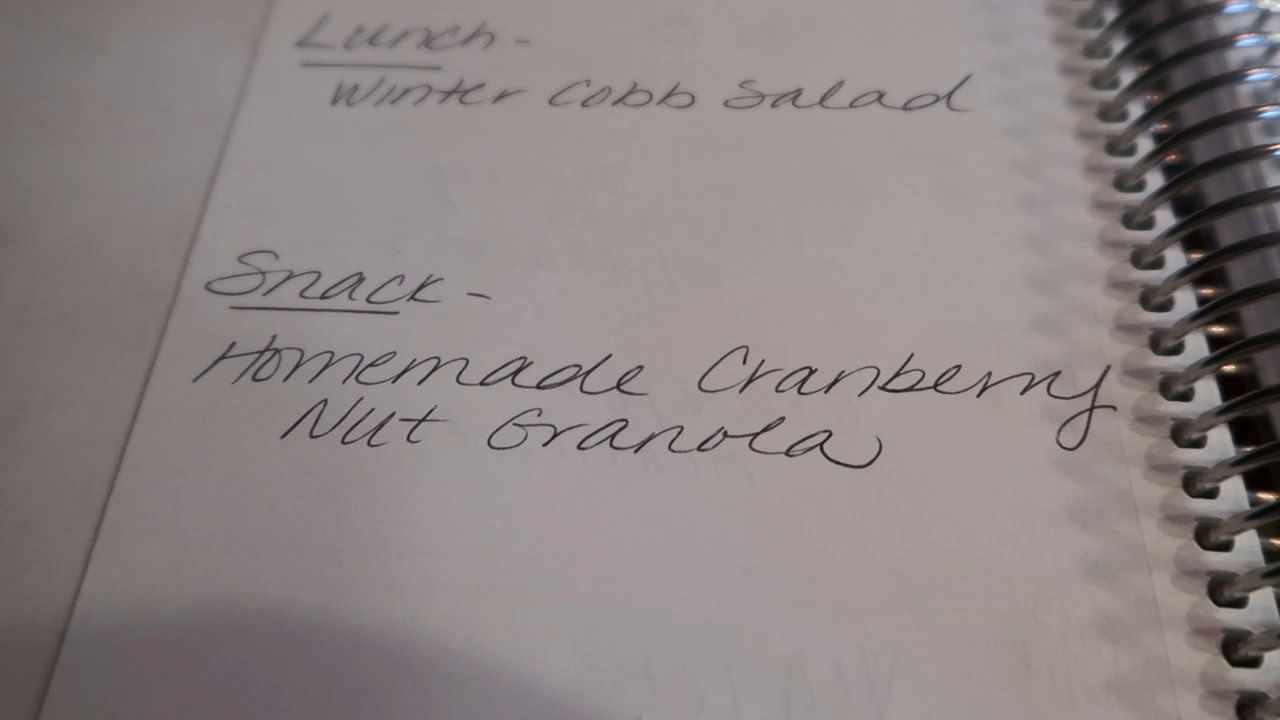 Lunch-
Winter Cobb Salad
Snack-
Homemade Cranberry
Nut Granola